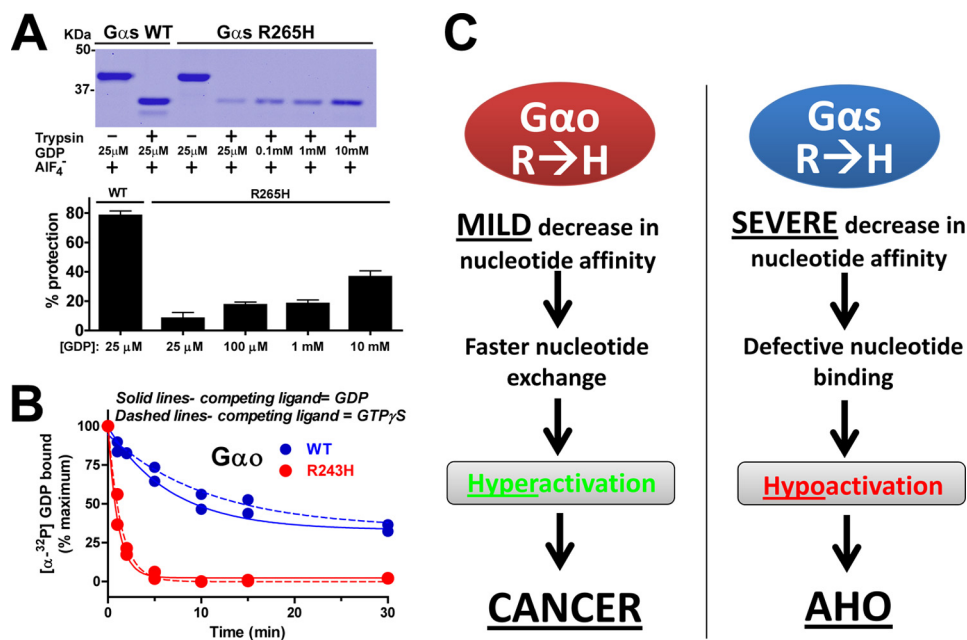 A
KDa
Gαs WT
Gαs R265H
50
37
Trypsin − + − + + + +
GDP 25μM 25μM 25μM 25μM 0.1mM 1mM 10mM
AlF4- + + + + + + +
WT
R265H
% protection
80
60
40
20
0
[GDP]: 25 μM 25 μM 100 μM 1 mM 10 mM
B
Solid lines- competing ligand= GDP
Dashed lines- competing ligand = GTPγS
Gαo
WT
R243H
[α-32P] GDP bound
(% maximum)
100
75
50
25
0
0 10 20 30
Time (min)
C
Gαo
R→H
MILD decrease in
nucleotide affinity
Faster nucleotide
exchange
Hyperactivation
CANCER
Gαs
R→H
SEVERE decrease in
nucleotide affinity
Defective nucleotide
binding
Hypoactivation
AHO